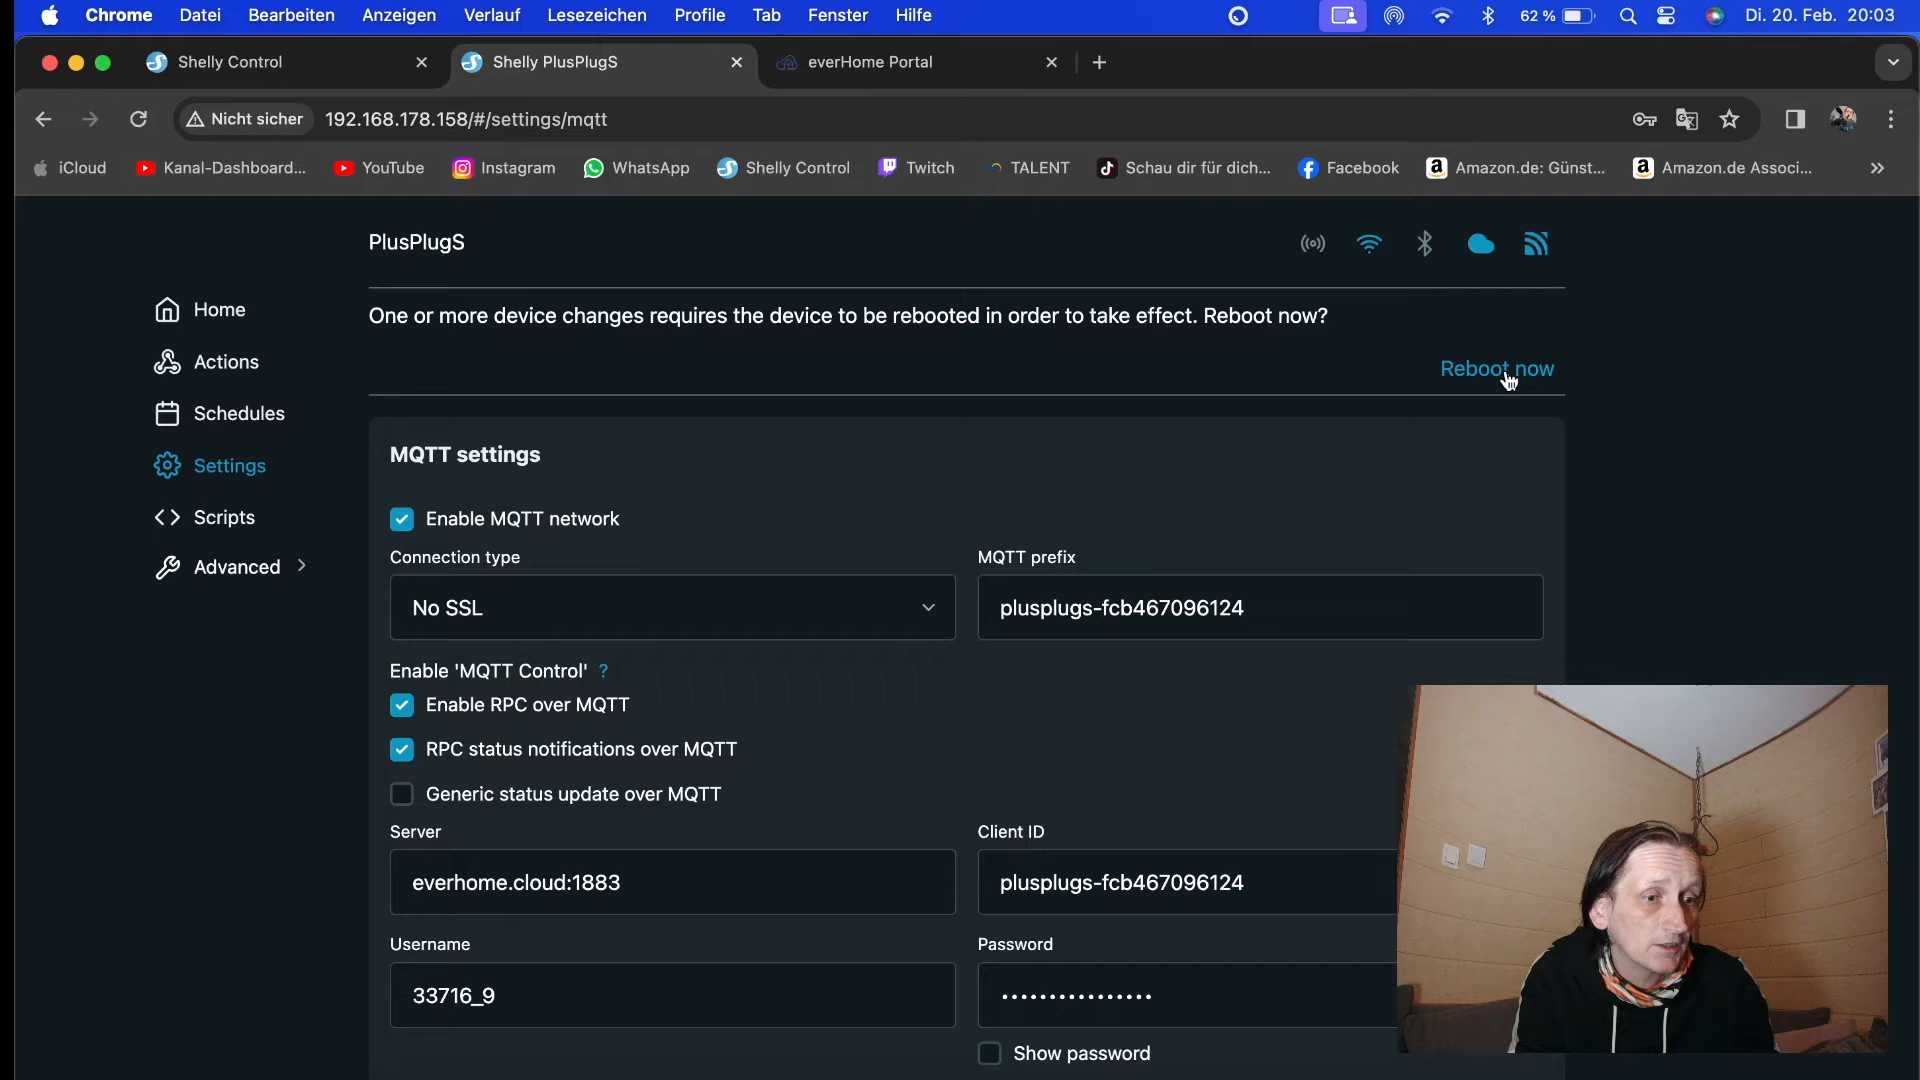 Chrome Datei Bearbeiten Anzeigen Verlauf Lesezeichen Profile Tab Fenster Hilfe 62 % Di. 20. Feb. 20:03
Shelly Control Shelly PlusPlugS everHome Portal
Nicht sicher 192.168.178.158/#/settings/mqtt
iCloud Kanal-Dashboard... YouTube Instagram WhatsApp Shelly Control Twitch TALENT Schau dir für dich... Facebook Amazon.de: Günst... Amazon.de Associ...
PlusPlugS
Home
One or more device changes requires the device to be rebooted in order to take effect. Reboot now?
Actions
Reboot now
Schedules
MQTT settings
Settings
Enable MQTT network
Scripts
Connection type MQTT prefix
Advanced
No SSL plusplugs-fcb467096124
Enable 'MQTT Control' ?
Enable RPC over MQTT
RPC status notifications over MQTT
Generic status update over MQTT
Server Client ID
everhome.cloud:1883 plusplugs-fcb467096124
Username Password
33716_9 ••••••••••••••••
Show password